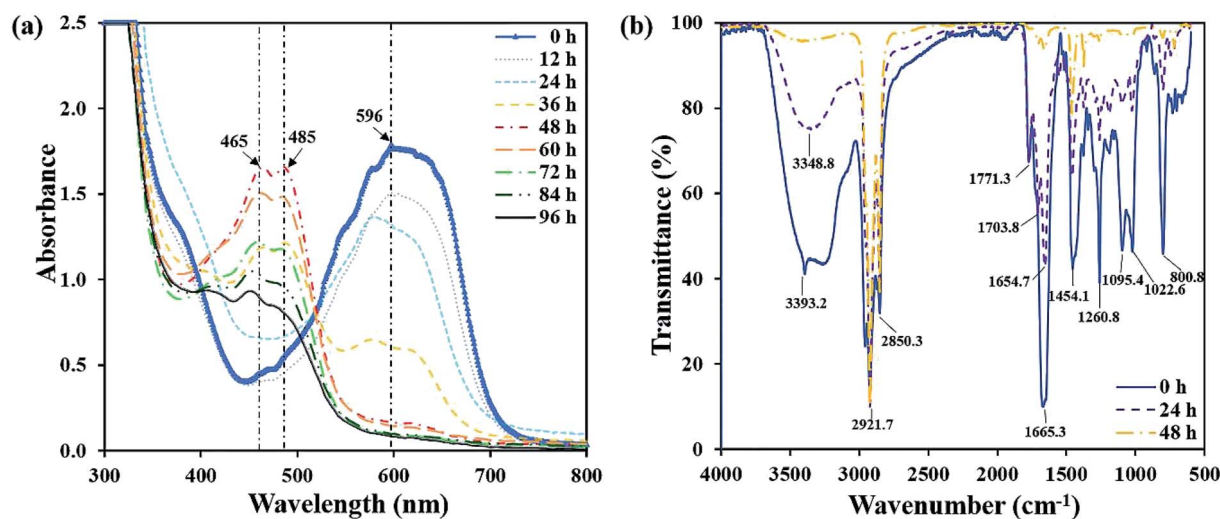 (a)
2.5
2.0
1.5
1.0
0.5
0.0
300
400
500
600
700
800
Absorbance
Wavelength (nm)
465
485
596
0 h
12 h
24 h
36 h
48 h
60 h
72 h
84 h
96 h
(b)
100
80
60
40
20
0
4000
3500
3000
2500
2000
1500
1000
500
Transmittance (%)
Wavenumber (cm⁻¹)
3348.8
3393.2
2850.3
2921.7
1771.3
1703.8
1654.7
1665.3
1454.1
1260.8
1095.4
1022.6
800.8
0 h
24 h
48 h